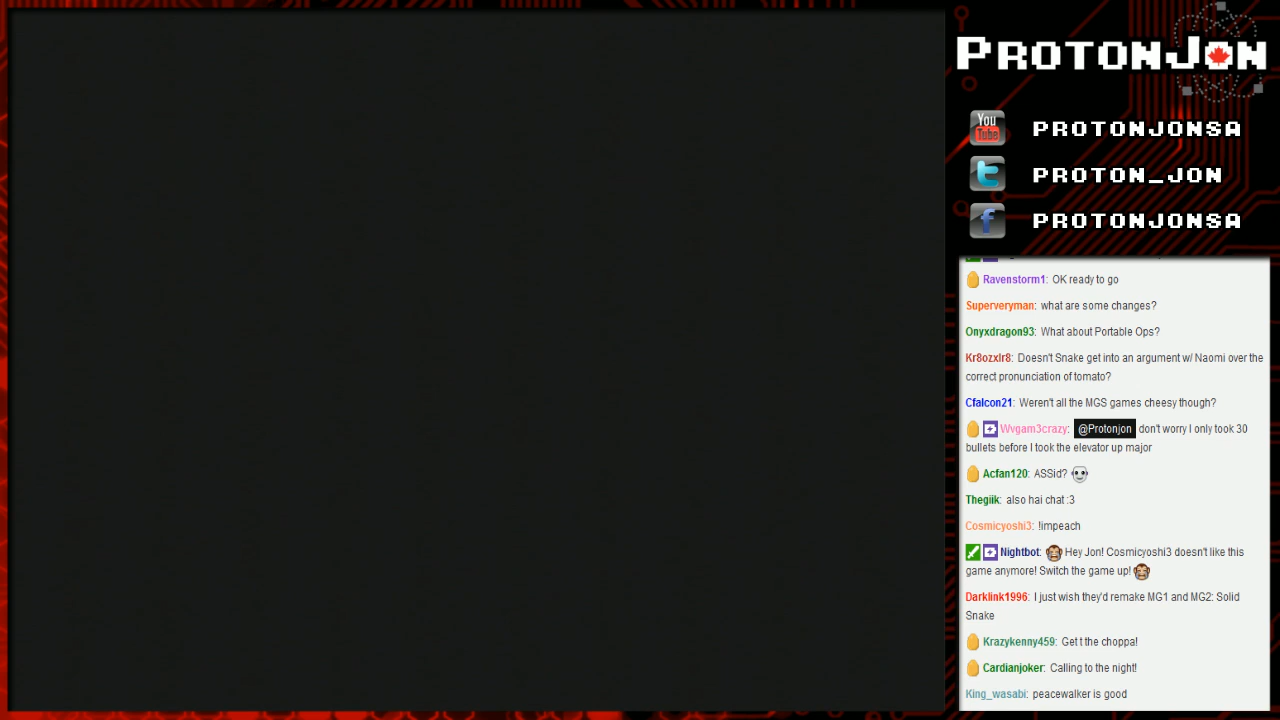 PROTONJON
You
Tube
PROTONJONSA
PROTON_JON
PROTONJONSA
Ravenstorm1: OK ready to go
Superveryman: what are some changes?
Onyxdragon93: What about Portable Ops?
Kr8ozxlr8: Doesn't Snake get into an argument w/ Naomi over the
correct pronunciation of tomato?
Cfalcon21: Weren't all the MGS games cheesy though?
Wvgam3crazy: @Protonjon don't worry I only took 30
bullets before I took the elevator up major
Acfan120: ASSid?
Thegiik: also hai chat :3
Cosmicyoshi3: !impeach
Nightbot: Hey Jon! Cosmicyoshi3 doesn't like this
game anymore! Switch the game up!
Darklink1996: I just wish they'd remake MG1 and MG2: Solid
Snake
Krazykenny459: Get t the choppa!
Cardianjoker: Calling to the night!
King_wasabi: peacewalker is good